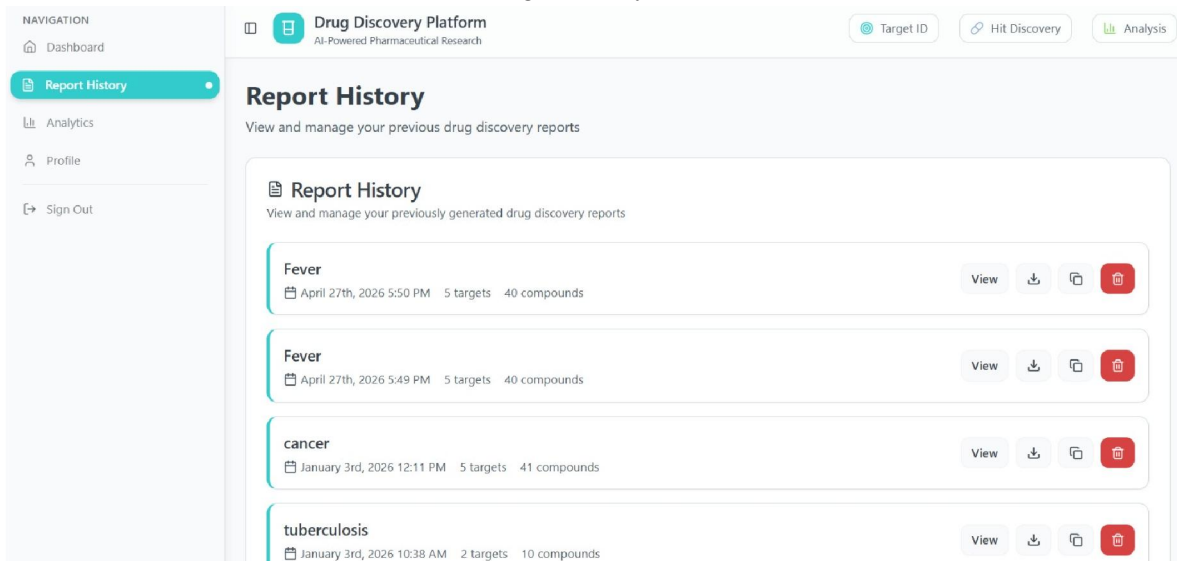 NAVIGATION
Dashboard
Report History
Analytics
Profile
Sign Out
Drug Discovery Platform
AI-Powered Pharmaceutical Research
Target ID
Hit Discovery
Analysis
Report History
View and manage your previous drug discovery reports
Report History
View and manage your previously generated drug discovery reports
Fever
April 27th, 2026 5:50 PM 5 targets 40 compounds
View
Fever
April 27th, 2026 5:49 PM 5 targets 40 compounds
View
cancer
January 3rd, 2026 12:11 PM 5 targets 41 compounds
View
tuberculosis
January 3rd, 2026 10:38 AM 2 targets 10 compounds
View